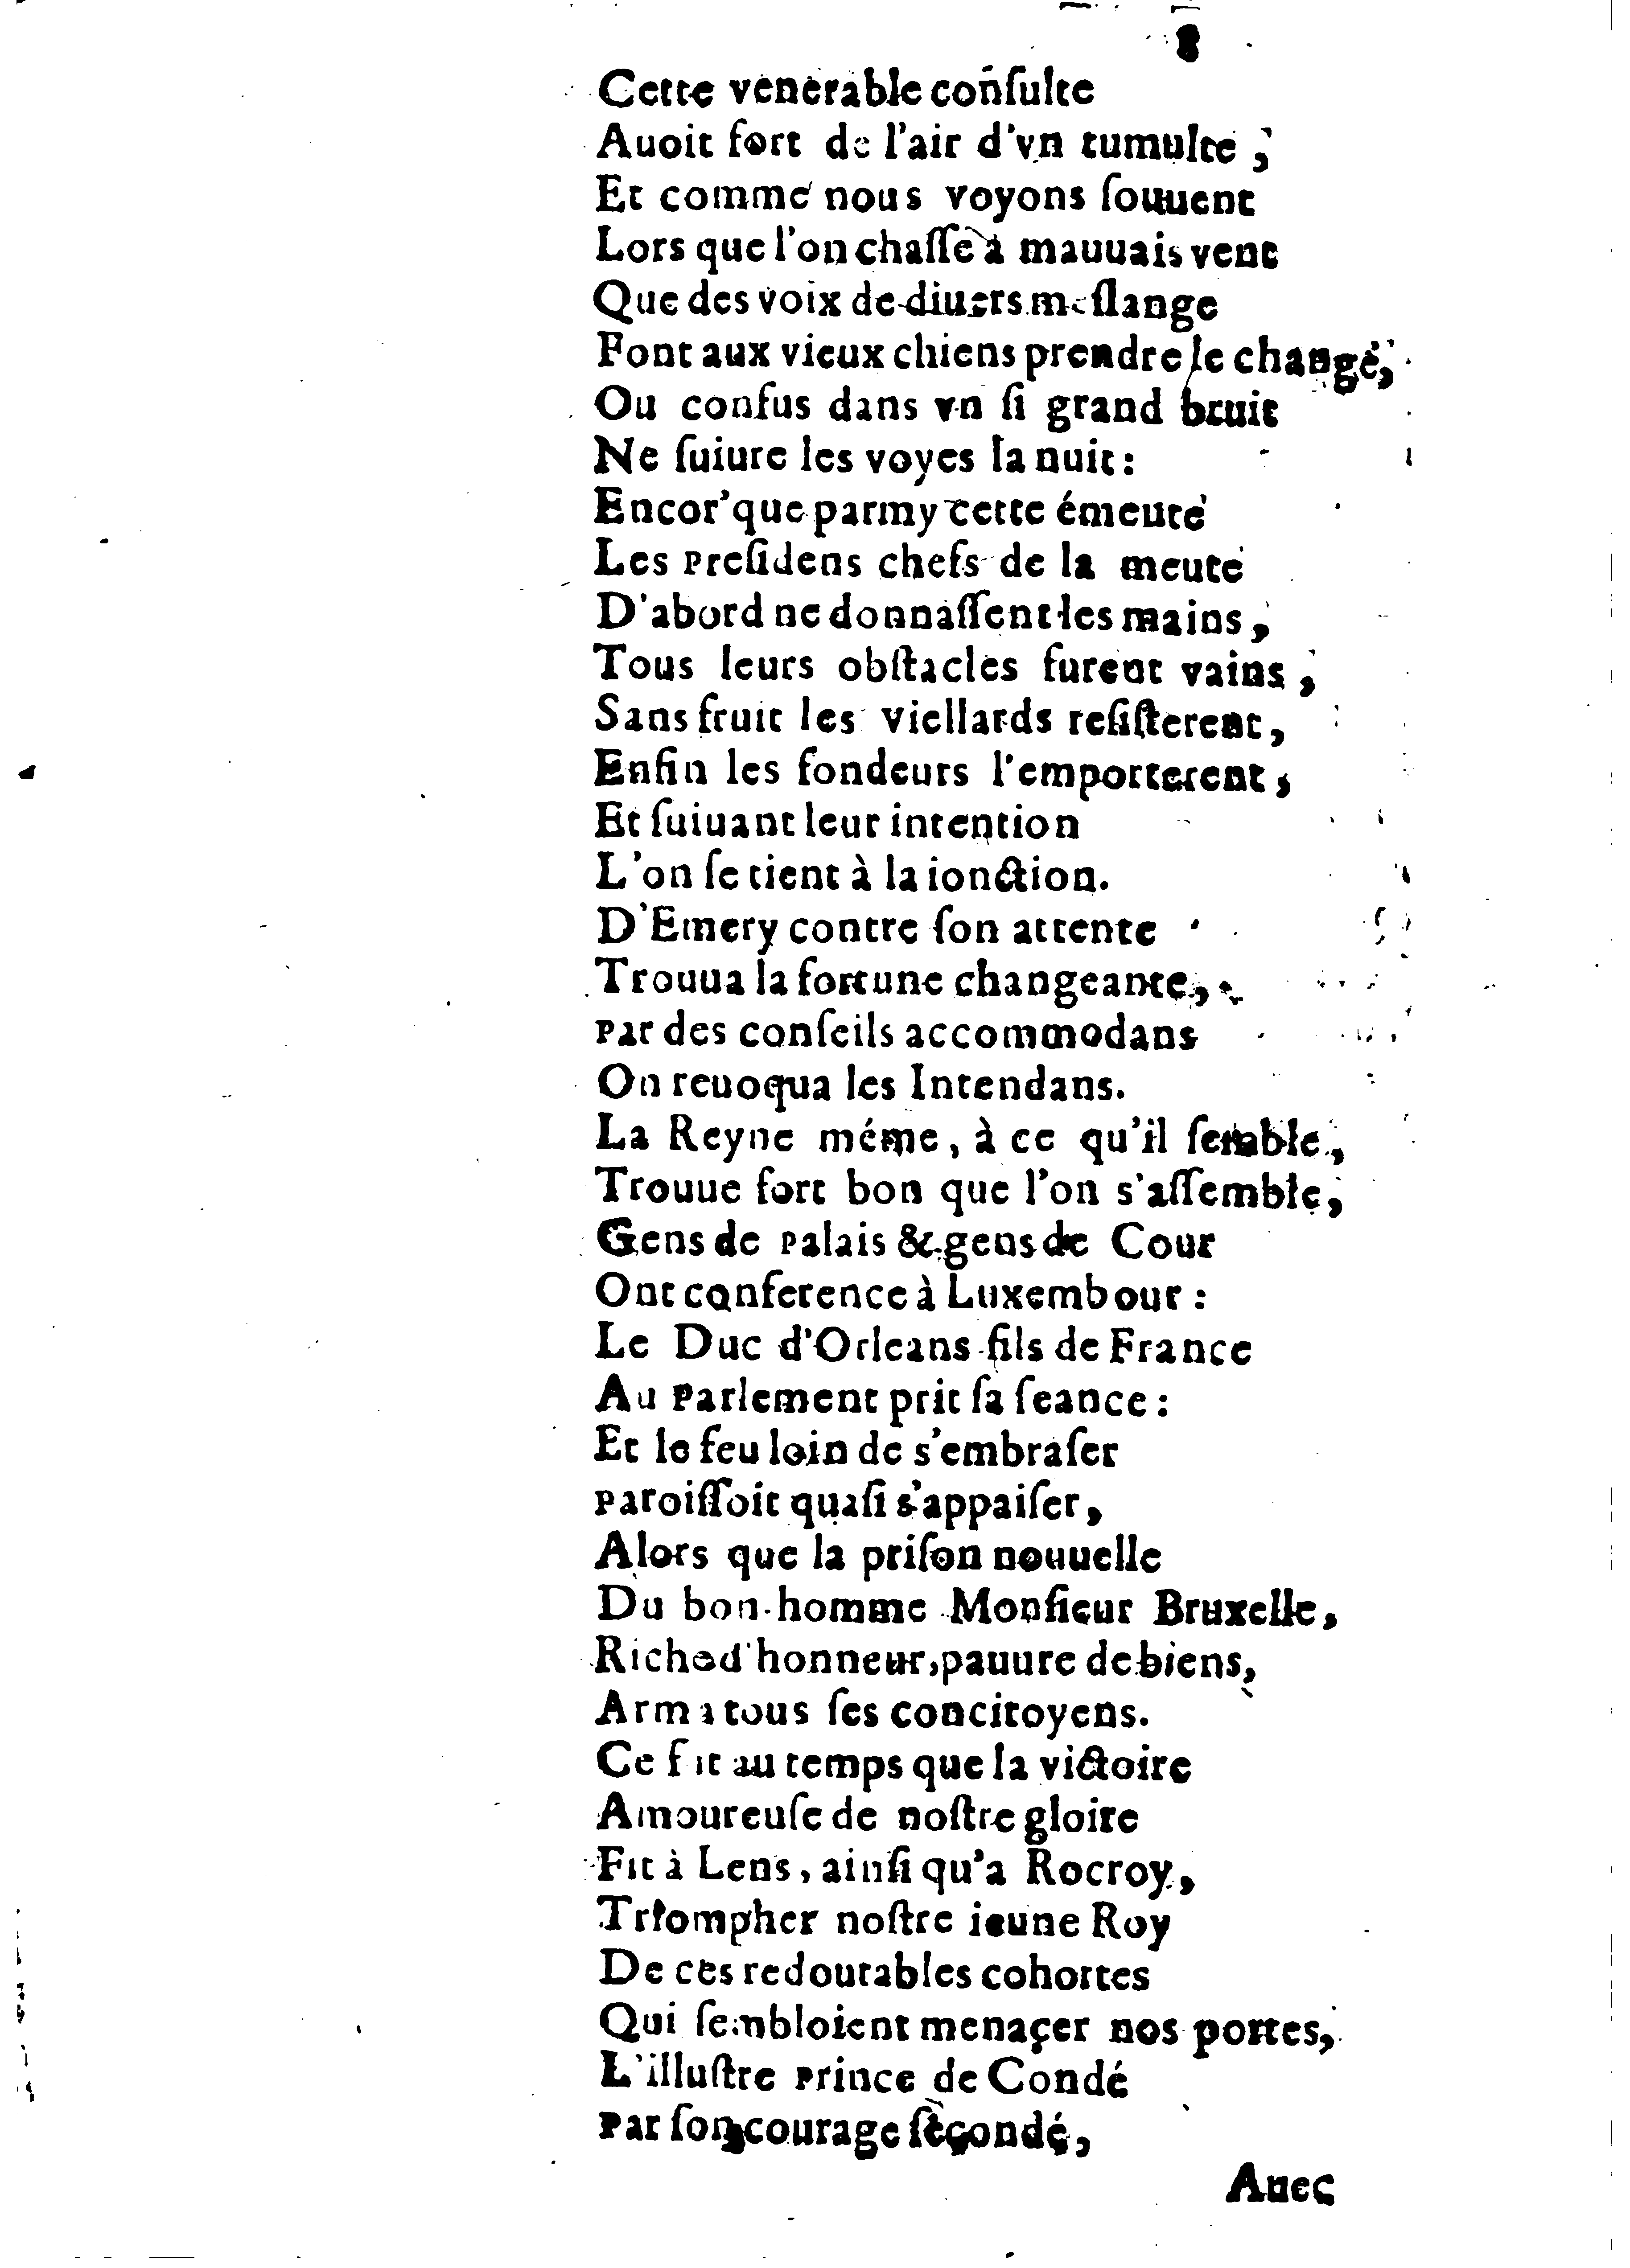 8
Cette venerable conſulte
Auoit fort de l'air d'vn tumulte ,
Et comme nous voyons ſouuent
Lors que l'on chaſſe à mauuais vent
Que des voix de diuers meſlange
Font aux vieux chiens prendre le change,
Ou confus dans vn ſi grand bruit
Ne ſuiure les voyes la nuit :
Encor'que parmy cette émeute
Les Preſidens chefs de la meute
D'abord ne donnaſſent les mains ,
Tous leurs obſtacles furent vains ,
Sans fruit les viellards reſiſterent,
Enfin les fondeurs l'emporterent ,
Et ſuiuant leur intention
L'on ſe tient à la ionction.
D'Emery contre ſon attente
Trouua la fortune changeante,
Par des conſeils accommodans
On reuoqua les Intendans.
La Reyne méme, à ce qu'il ſemble,
Trouue fort bon que l'on s'aſſemble,
Gens de Palais & gens de Cour
Ont conference à Luxembour :
Le Duc d'Orleans fils de France
Au Parlement prit ſa ſeance :
Et le feu loin de s'embraſer
Paroiſſoit quaſi s'appaiſer,
Alors que la priſon nouuelle
Du bon-homme Monſieur Bruxelle,
Riche d'honneur, pauure de biens,
Arma tous ſes concitoyens.
Ce fut au temps que la victoire
Amoureuſe de noſtre gloire
Fit à Lens, ainſi qu'a Rocroy,
Triompher noſtre ieune Roy
De ces redoutables cohortes
Qui ſembloient menaçer nos portes,
L'illuſtre Prince de Condé
Par ſon courage ſecondé,
Auec